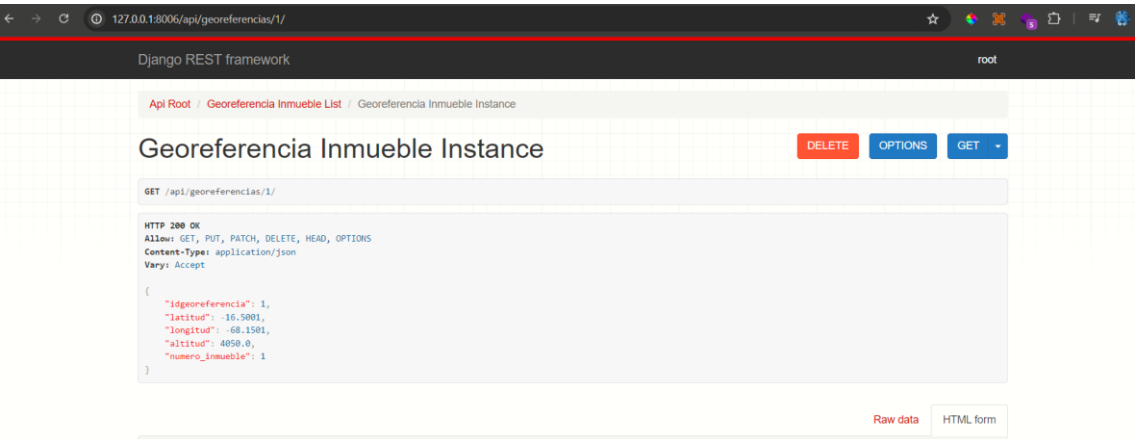 127.0.0.1:8006/api/georeferencias/1/
S
Django REST framework
root
Api Root / Georeferencia Inmueble List / Georeferencia Inmueble Instance
Georeferencia Inmueble Instance
DELETE
OPTIONS
GET
GET /api/georeferencias/1/
HTTP 200 OK
Allow: GET, PUT, PATCH, DELETE, HEAD, OPTIONS
Content-Type: application/json
Vary: Accept
{
"idgeoreferencia": 1,
"latitud": -16.5001,
"longitud": -68.1501,
"altitud": 4050.0,
"numero_inmueble": 1
}
Raw data
HTML form